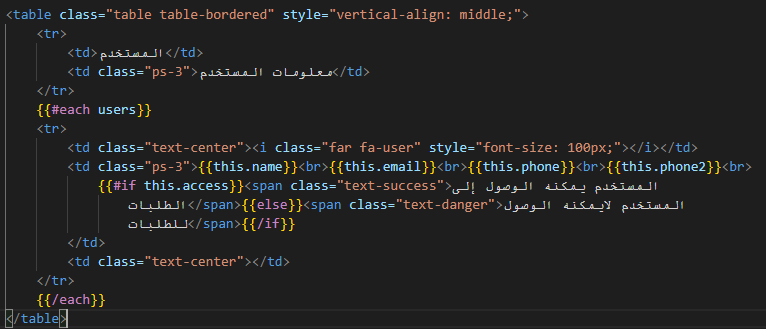 <table class="table table-bordered" style="vertical-align: middle;">
<tr>
<td>المستخدم</td>
<td class="ps-3">معلومات المستخدم</td>
</tr>
{{#each users}}
<tr>
<td class="text-center"><i class="far fa-user" style="font-size: 100px;"></i></td>
<td class="ps-3">{{this.name}}<br>{{this.email}}<br>{{this.phone}}<br>{{this.phone2}}<br>
{{#if this.access}}<span class="text-success">المستخدم يمكنه الوصول إلى
الطلبات</span>{{else}}<span class="text-danger">المستخدم لايمكنه الوصول
للطلبات</span>{{/if}}
</td>
<td class="text-center"></td>
</tr>
{{/each}}
</table>